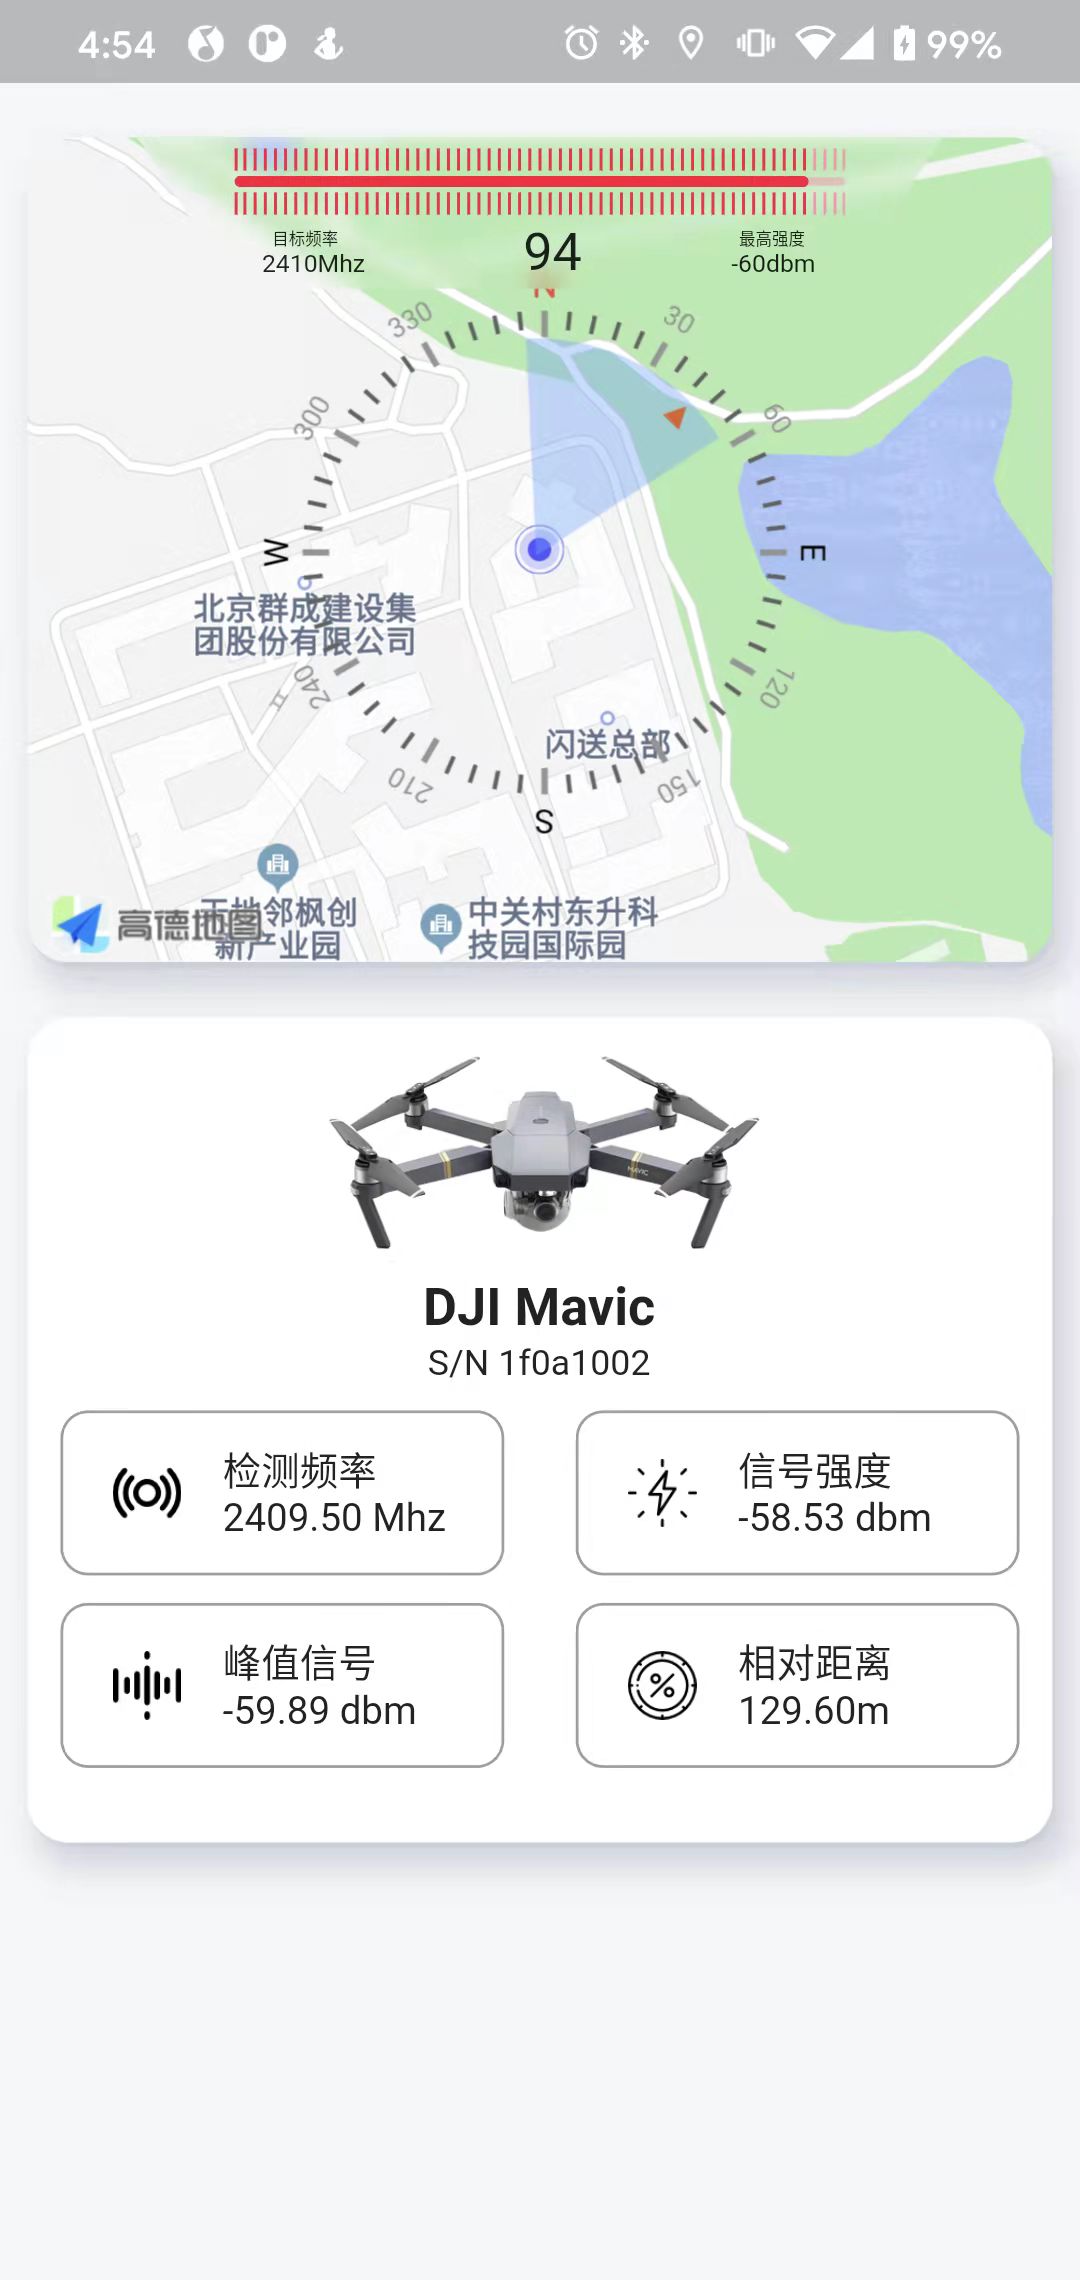 4:54
99%
目标频率
2410Mhz
94
最高强度
-60dbm
N
330
30
300
60
W
E
北京群成建设集
团股份有限公司
240
120
闪送总部
210
150
S
高德地图
邻枫创
新产业园
中关村东升科
技园国际园
MAVIC
DJI Mavic
S/N 1f0a1002
检测频率
2409.50 Mhz
信号强度
-58.53 dbm
峰值信号
-59.89 dbm
相对距离
129.60m